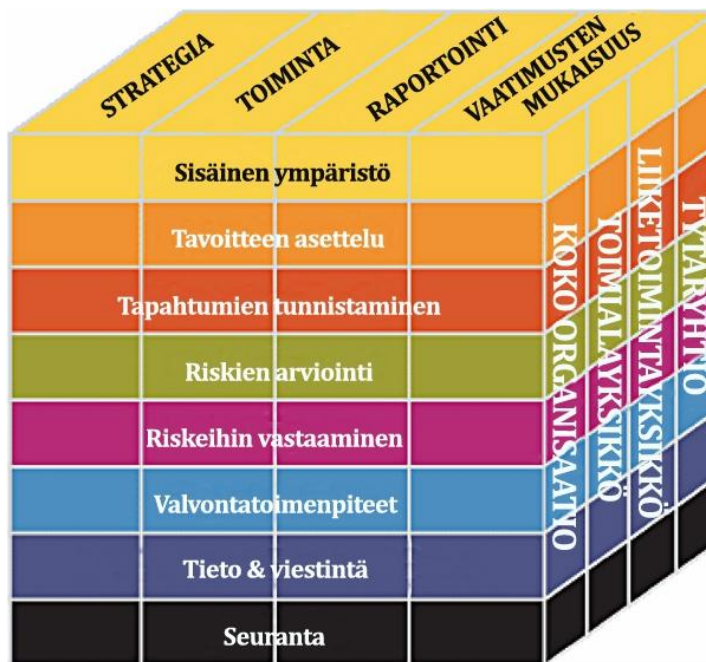 STRATEGIA
TOIMINTA
RAPORTOINTI
VAATIMUSTEN
MUKAISUUS
Sisäinen ympäristö
Tavoitteen asettelu
Tapahtumien tunnistaminen
Riskien arviointi
Riskeihin vastaaminen
Valvontatoimenpiteet
Tieto & viestintä
Seuranta
KOKO ORGANISAATIO
TOIMIALAYKSIKKÖ
LIIKETOIMINTAYKSIKKÖ
TYTÄRYHTIÖ